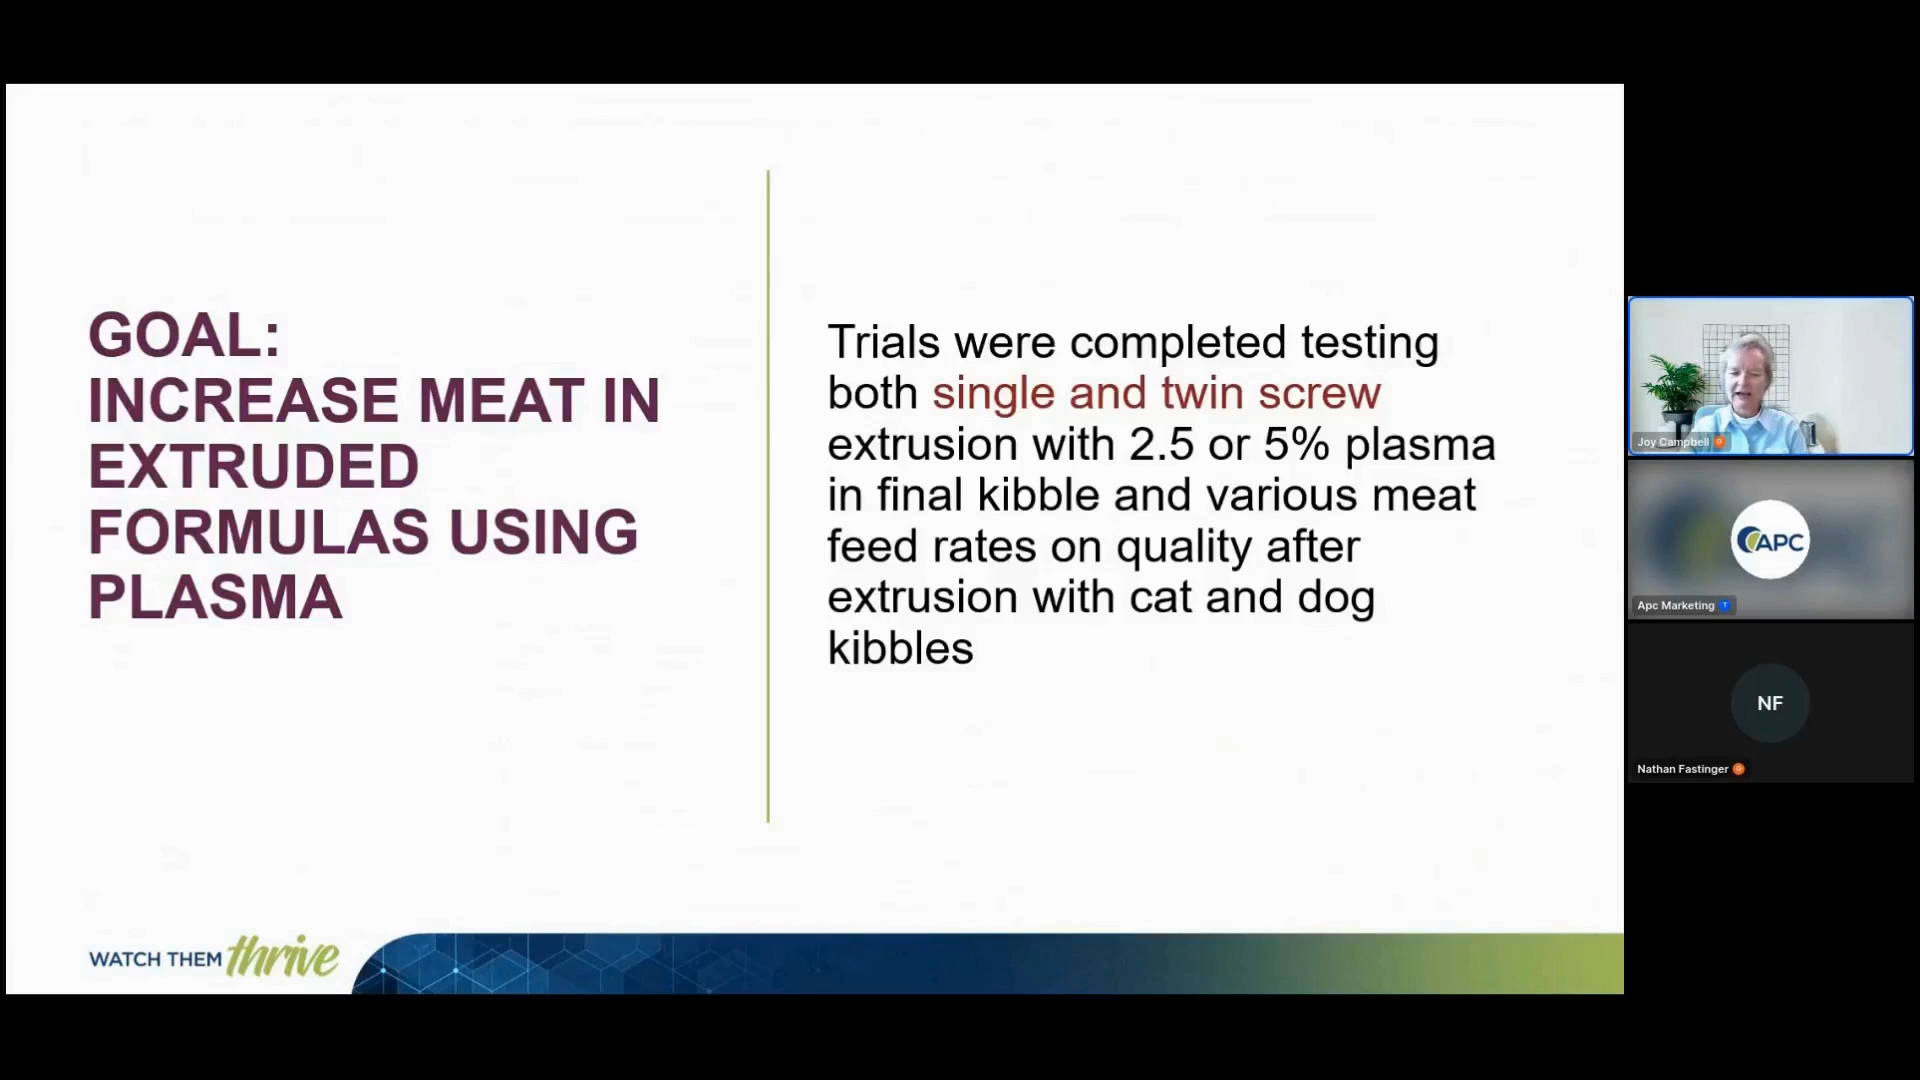 GOAL:
INCREASE MEAT IN
EXTRUDED
FORMULAS USING
PLASMA
Trials were completed testing
both single and twin screw
extrusion with 2.5 or 5% plasma
in final kibble and various meat
feed rates on quality after
extrusion with cat and dog
kibbles
WATCH THEM thrive
Joy Campbell G
APC
Apc Marketing T
NF
Nathan Fastinger G